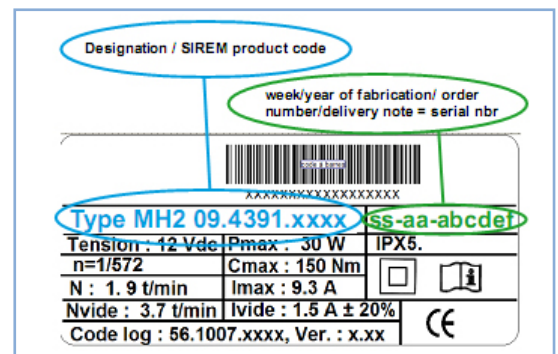 Designation / SIREM product code
week/year of fabrication/ order
number/delivery note = serial nbr
code a barres
XXXXXXXXXXXXXXXXXX
Type MH2 09.4391.xxxx ss-aa-abcdef
Tension : 12 Vdc Pmax : 30 W IPX5.
n=1/572 Cmax : 150 Nm
N : 1. 9 t/min Imax : 9.3 A
Nvide : 3.7 t/min Ivide : 1.5 A ± 20%
Code log : 56.1007.xxxx, Ver. : x.xx CE